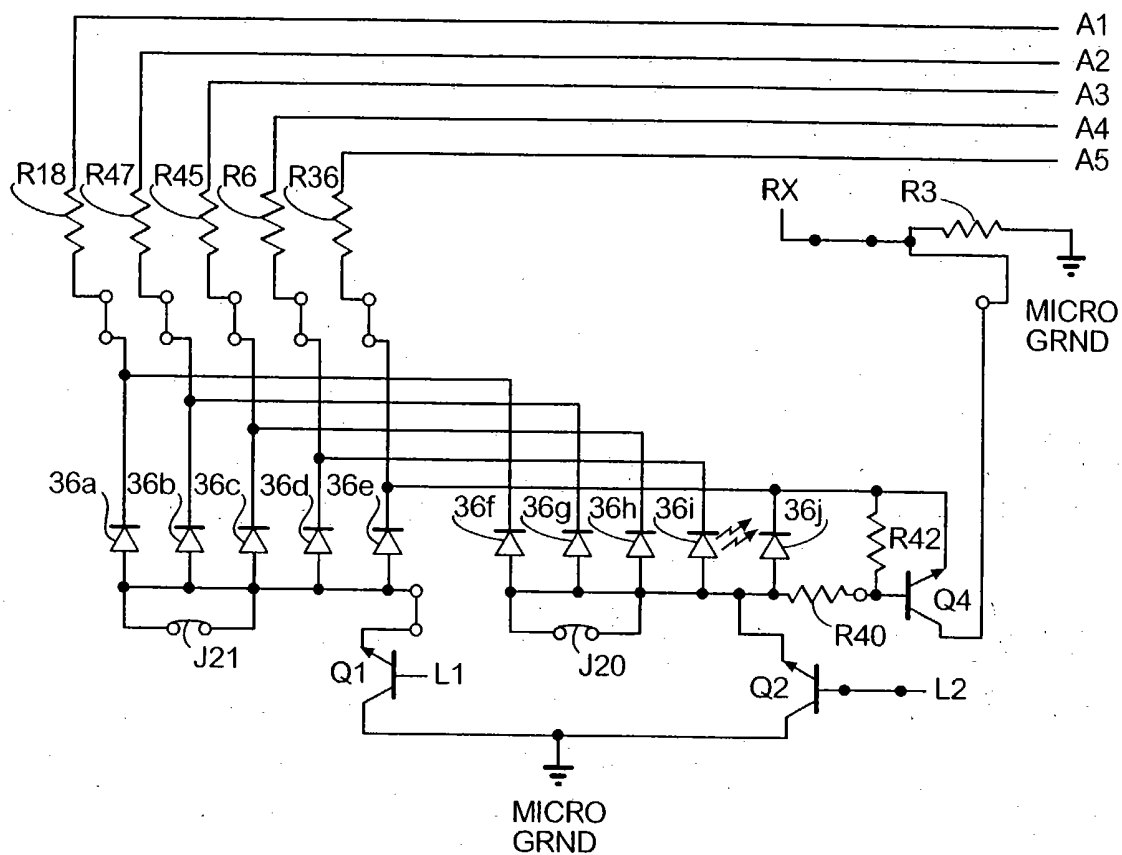 A1
A2
A3
A4
A5
R18 R47 R45 R6 R36
RX
R3
MICRO
GRND
36a 36b 36c 36d 36e
36f 36g 36h 36i 36j
R42
Q4
R40
J21
J20
Q1
L1
Q2
L2
MICRO
GRND